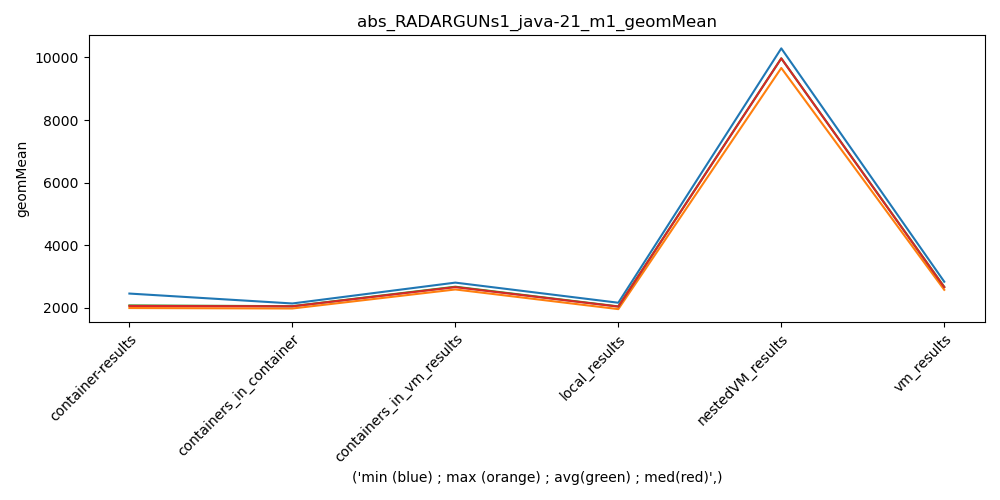 abs_RADARGUNs1_java-21_m1_geomMean
10000
8000
6000
4000
2000
geomMean
container-results
containers_in_container
containers_in_vm_results
local_results
nestedVM_results
vm_results
('min (blue) ; max (orange) ; avg(green) ; med(red)',)